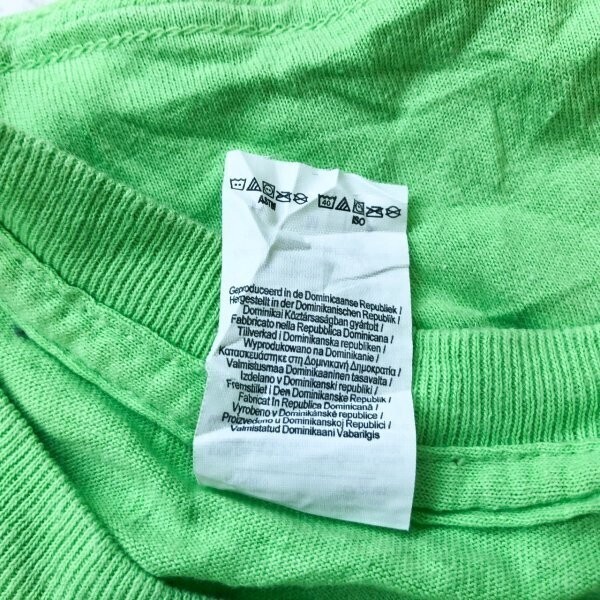 40
ASTM ISO
Geproduceerd in de Dominicaanse Republiek /
Hergestellt in der Dominikanischen Republik /
Dominikai Köztársaságban gyártott /
Fabbricato nella Repubblica Dominicana /
Tillverkad i Dominikanska republiken /
Wyprodukowano na Dominikanie /
Κατασκευάστηκε στη Δομινικανή Δημοκρατία /
Valmistusmaa Dominikaaninen tasavalta /
Izdelano v Dominikanski republiki /
Fremstillet i Den Dominikanske Republik /
Fabricat In Republica Dominicană /
Vyrobeno v Dominikánské republice /
Proizvedeno u Dominikanskoj Republici /
Valmistatud Dominikaani Vabariigis